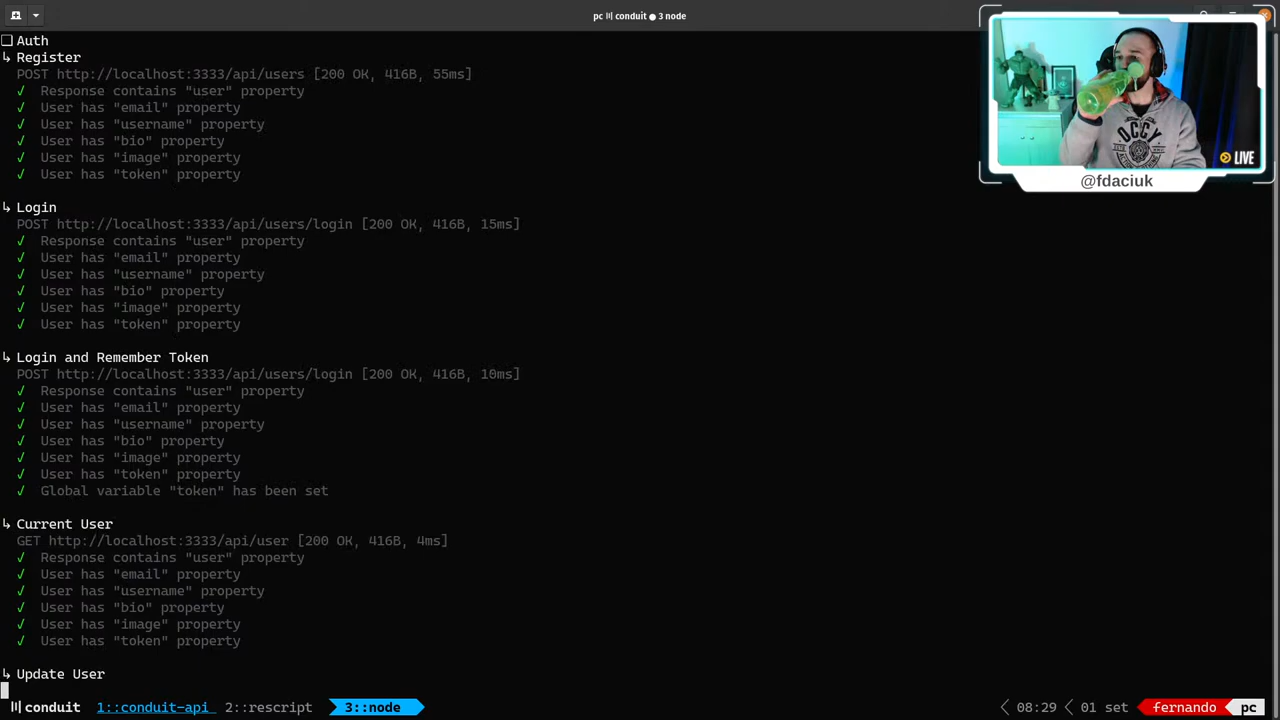 pc conduit ● 3 node
❏ Auth
↳ Register
POST http://localhost:3333/api/users [200 OK, 416B, 55ms]
✓ Response contains "user" property
✓ User has "email" property
✓ User has "username" property
✓ User has "bio" property
✓ User has "image" property
✓ User has "token" property
↳ Login
POST http://localhost:3333/api/users/login [200 OK, 416B, 15ms]
✓ Response contains "user" property
✓ User has "email" property
✓ User has "username" property
✓ User has "bio" property
✓ User has "image" property
✓ User has "token" property
↳ Login and Remember Token
POST http://localhost:3333/api/users/login [200 OK, 416B, 10ms]
✓ Response contains "user" property
✓ User has "email" property
✓ User has "username" property
✓ User has "bio" property
✓ User has "image" property
✓ User has "token" property
✓ Global variable "token" has been set
↳ Current User
GET http://localhost:3333/api/user [200 OK, 416B, 4ms]
✓ Response contains "user" property
✓ User has "email" property
✓ User has "username" property
✓ User has "bio" property
✓ User has "image" property
✓ User has "token" property
↳ Update User
conduit 1::conduit-api 2::rescript 3::node 08:29 01 set fernando pc
OCCY
LIVE
@fdaciuk